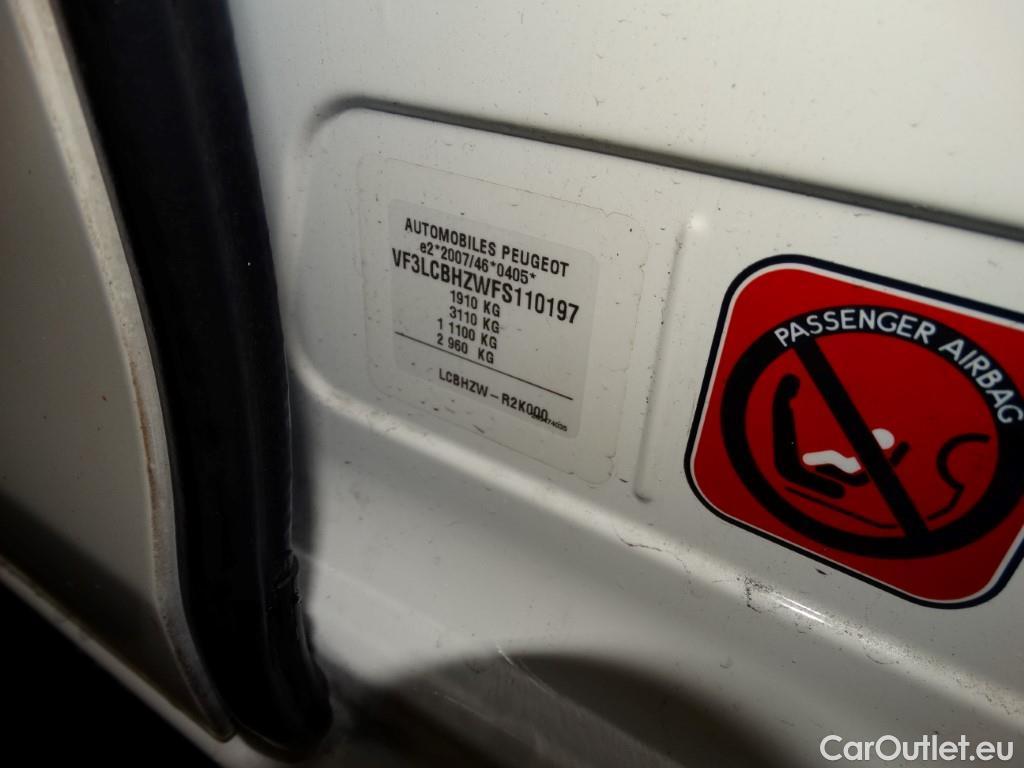 AUTOMOBILES PEUGEOT
e2*2007/46*0405*
VF3LCBHZWFS110197
1910 KG
3110 KG
1 1100 KG
2 960 KG
LCBHZW - R2K000
PASSENGER AIRBAG
CarOutlet.eu